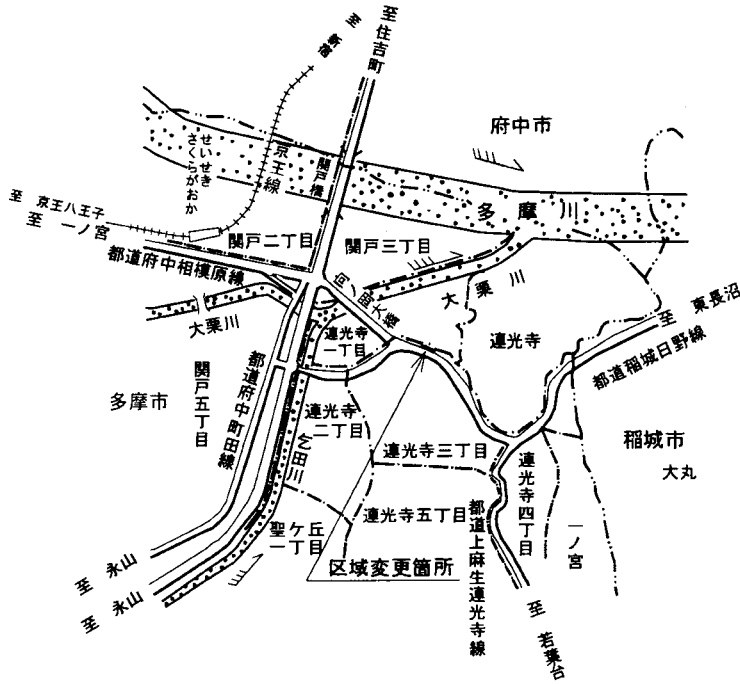 至 住吉町
至 新宿
府中市
せいせき
さくらがおか
京王線
関戸橋
多摩川
至 京王八王子
至 一ノ宮
関戸二丁目
関戸三丁目
都道府中相模原線
向ノ岡大橋
大栗川
大栗川
連光寺
一丁目
連光寺
至 東長沼
都道稲城日野線
多摩市
関戸五丁目
都道府中町田線
乞田川
連光寺
二丁目
連光寺三丁目
稲城市
大丸
連光寺四丁目
一ノ宮
連光寺五丁目
聖ケ丘
一丁目
都道上麻生連光寺線
区域変更箇所
至 永山
至 永山
至 若葉台